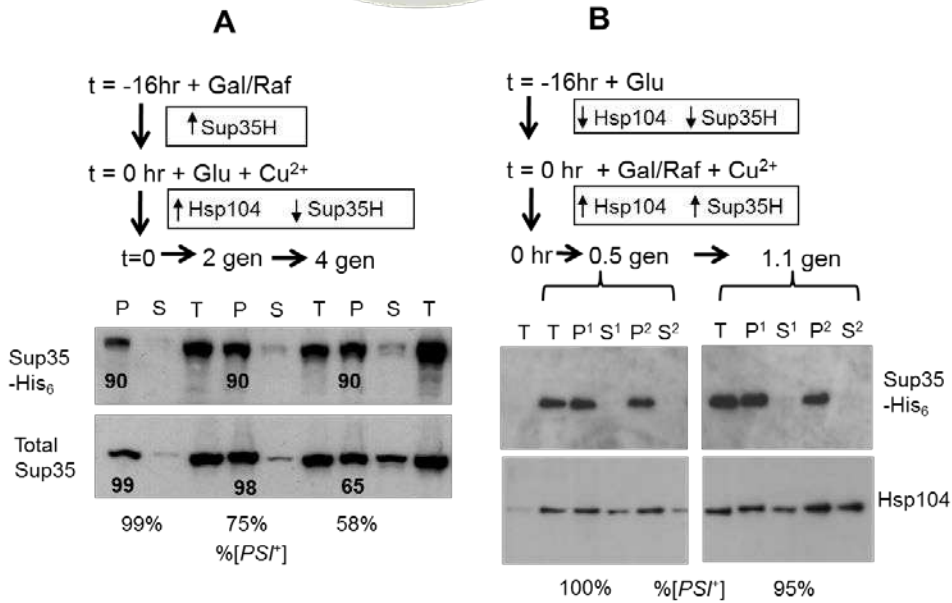 A
t = -16hr + Gal/Raf
↑Sup35H
t = 0 hr + Glu + Cu²⁺
↑Hsp104 ↓Sup35H
t=0 → 2 gen → 4 gen
P S T P S T P S T
Sup35
-His₆
90 90 90
Total
Sup35
99 98 65
99% 75% 58%
%[PSI⁺]
B
t = -16hr + Glu
↓Hsp104 ↓Sup35H
t = 0 hr + Gal/Raf + Cu²⁺
↑Hsp104 ↑Sup35H
0 hr → 0.5 gen → 1.1 gen
T T P¹ S¹ P² S² T P¹ S¹ P² S²
Sup35
-His₆
Hsp104
100% %[PSI⁺] 95%